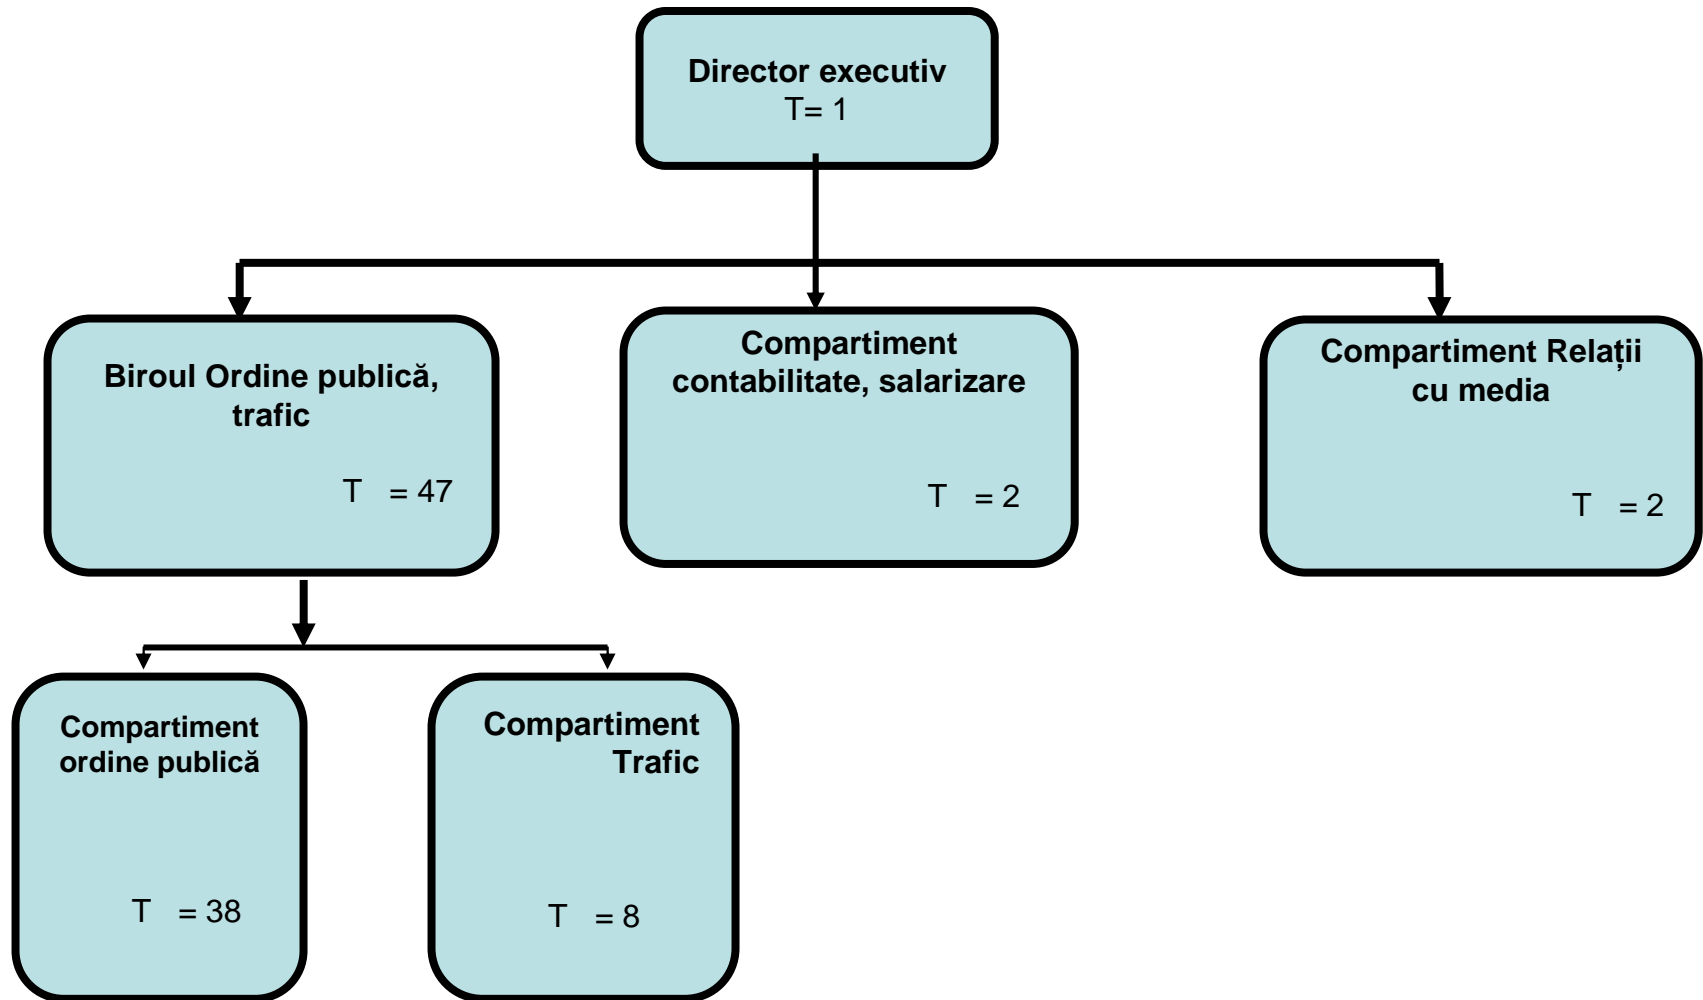 Director executiv
T= 1
Biroul Ordine publică,
trafic
T = 47
Compartiment
contabilitate, salarizare
T = 2
Compartiment Relații
cu media
T = 2
Compartiment
ordine publică
T = 38
Compartiment
Trafic
T = 8